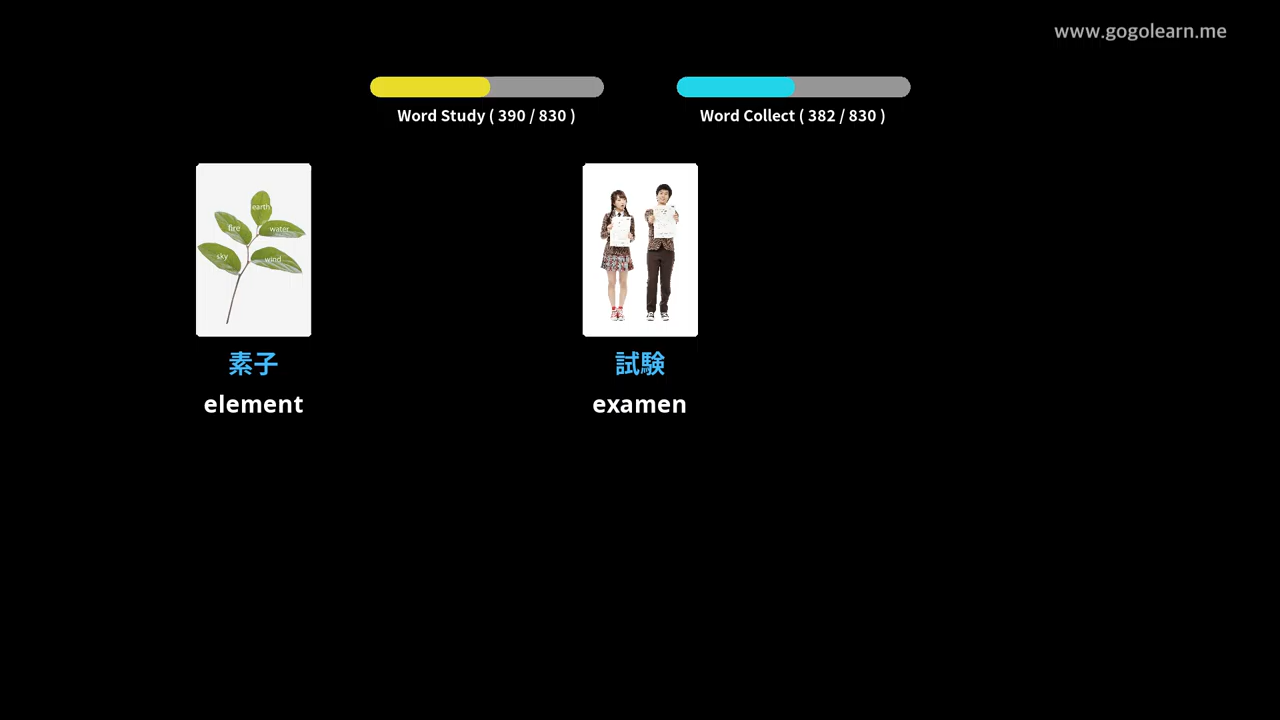 www.gogolearn.me
Word Study ( 390 / 830 )
Word Collect ( 382 / 830 )
earth
fire
water
sky
wind
素子
element
試験
examen